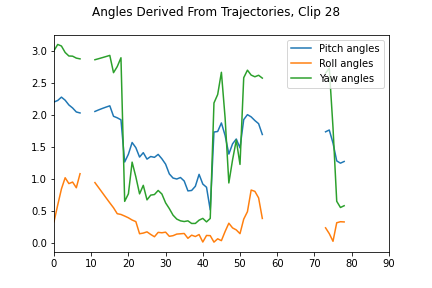 Angles Derived From Trajectories, Clip 28
Pitch angles
Roll angles
Yaw angles
3.0
2.5
2.0
1.5
1.0
0.5
0.0
0 10 20 30 40 50 60 70 80 90